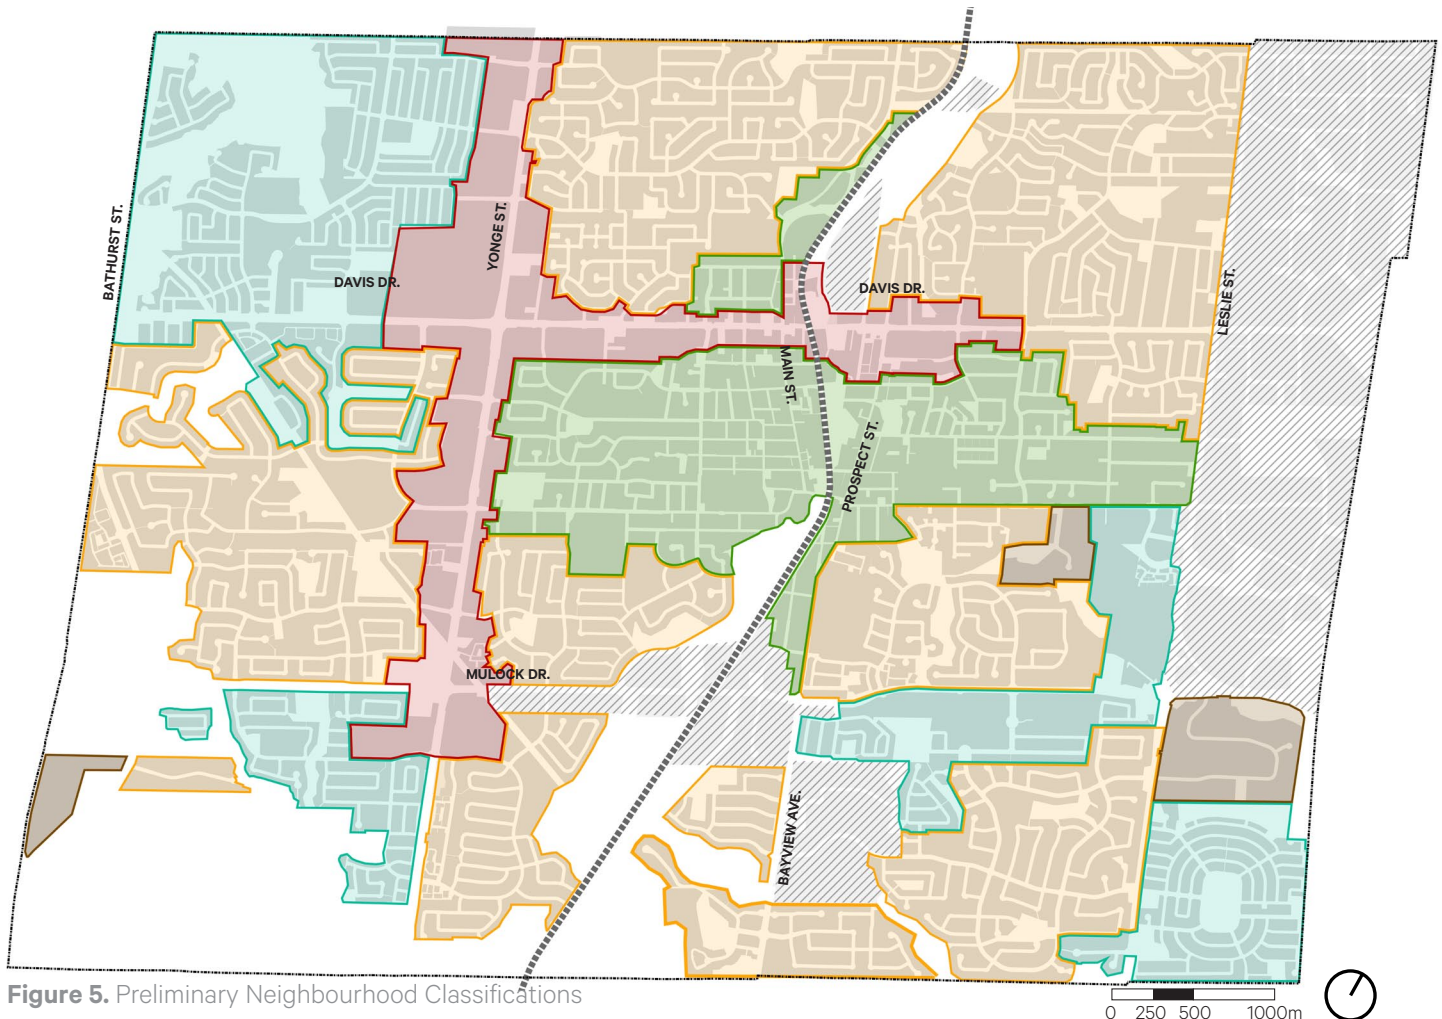 BATHURST ST.
YONGE ST.
DAVIS DR.
DAVIS DR.
LESLIE ST.
MAIN ST.
PROSPECT ST.
MULOCK DR.
BAYVIEW AVE.
Figure 5. Preliminary Neighbourhood Classifications
0 250 500 1000m